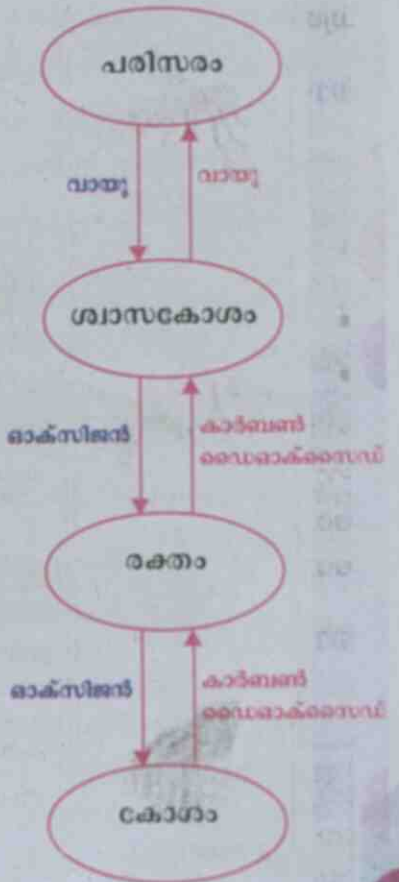 പരിസരം
വായു
വായു
ശ്വാസകോശം
ഓക്സിജൻ
കാർബൺ
ഡൈഓക്സൈഡ്
രക്തം
ഓക്സിജൻ
കാർബൺ
ഡൈഓക്സൈഡ്
കോശം